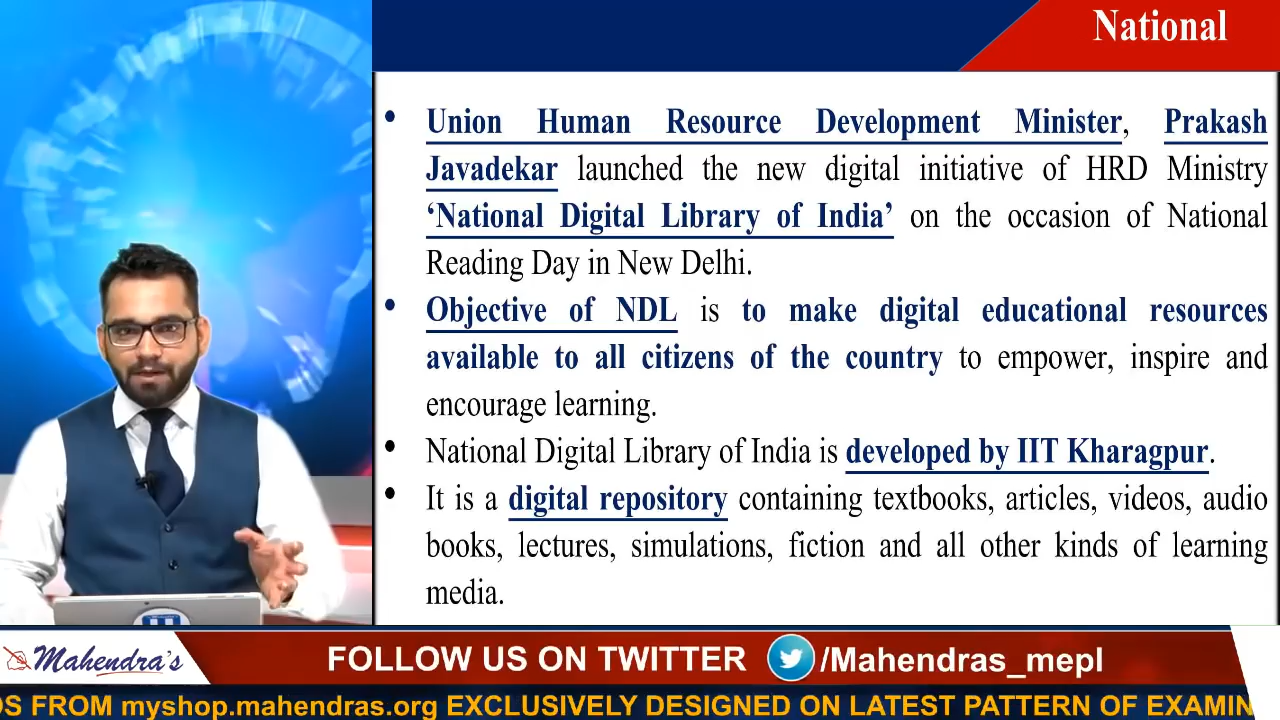 National
• Union Human Resource Development Minister, Prakash
Javadekar launched the new digital initiative of HRD Ministry
‘National Digital Library of India’ on the occasion of National
Reading Day in New Delhi.
• Objective of NDL is to make digital educational resources
available to all citizens of the country to empower, inspire and
encourage learning.
• National Digital Library of India is developed by IIT Kharagpur.
• It is a digital repository containing textbooks, articles, videos, audio
books, lectures, simulations, fiction and all other kinds of learning
media.
Mahendra's
FOLLOW US ON TWITTER /Mahendras_mepl
OS FROM myshop.mahendras.org EXCLUSIVELY DESIGNED ON LATEST PATTERN OF EXAMIN